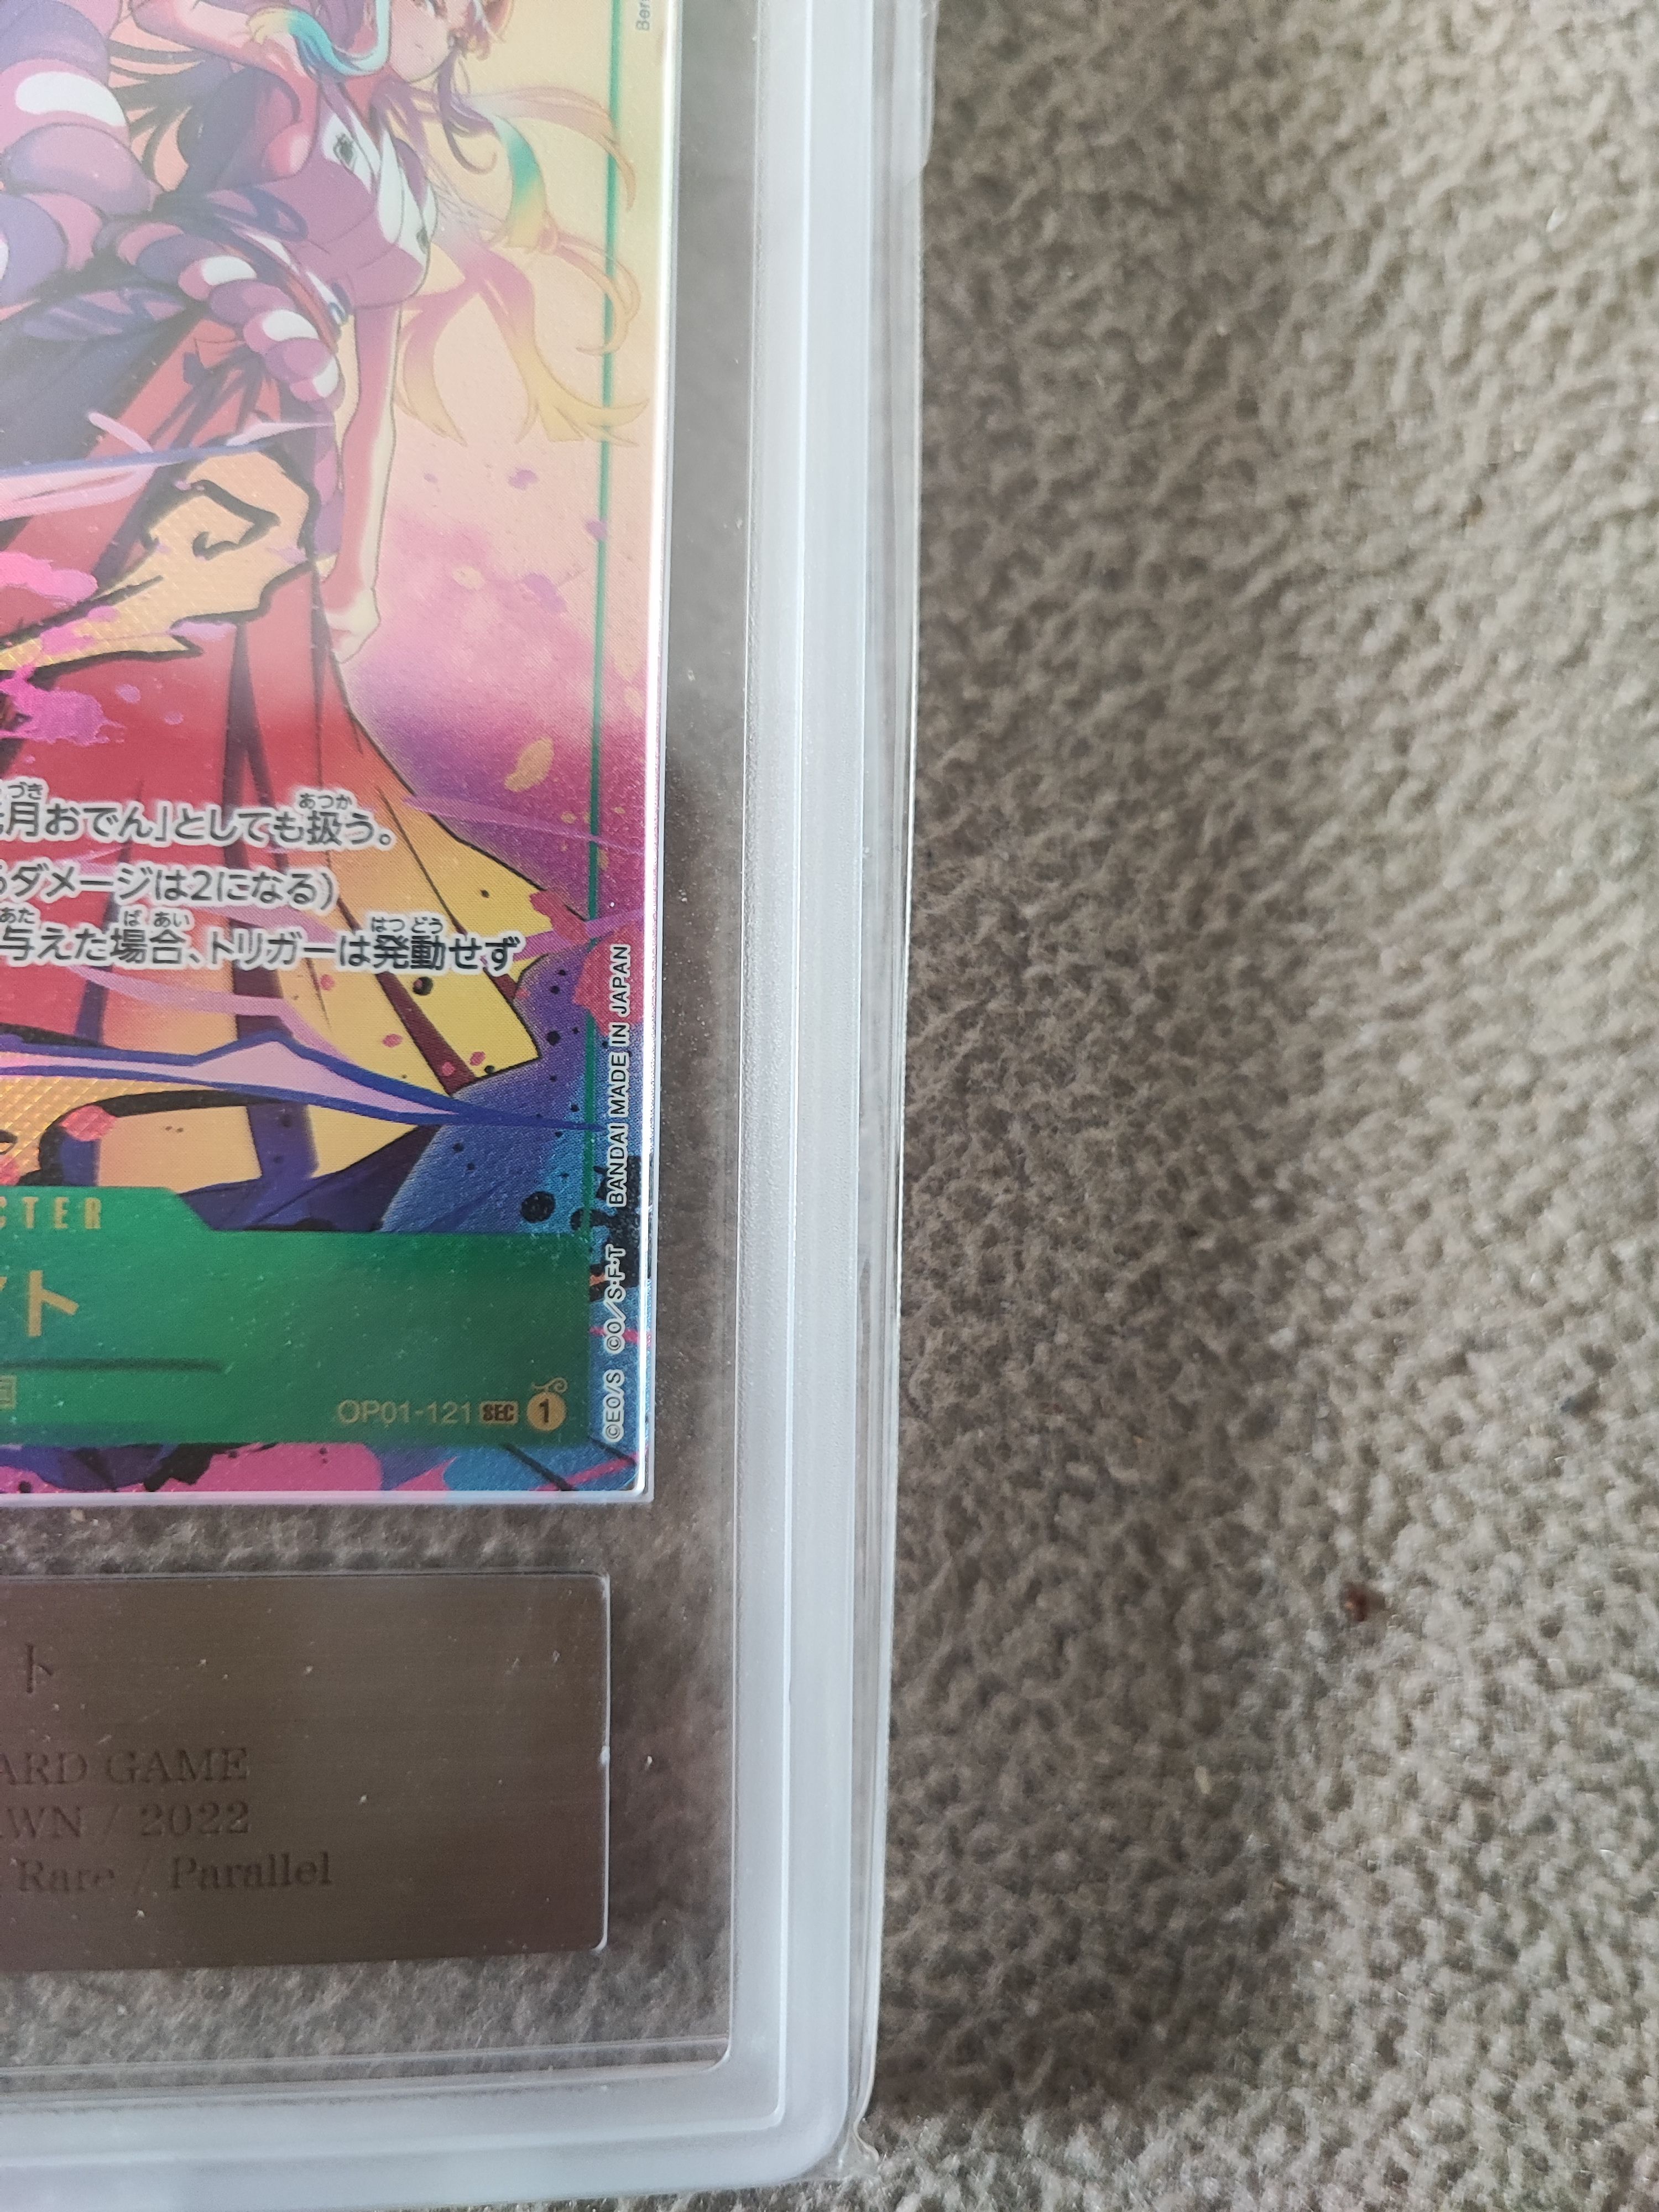 Ber
づき
月おでん」としても扱う。
あつか
ダメージは2になる)
あた ば あい はつ どう
与えた場合、トリガーは発動せず
CTER
ト
OP01-121 SEC 1
©EO/S ©O/S・F・T BANDAI MADE IN JAPAN
ト
ARD GAME
WN / 2022
Rare / Parallel